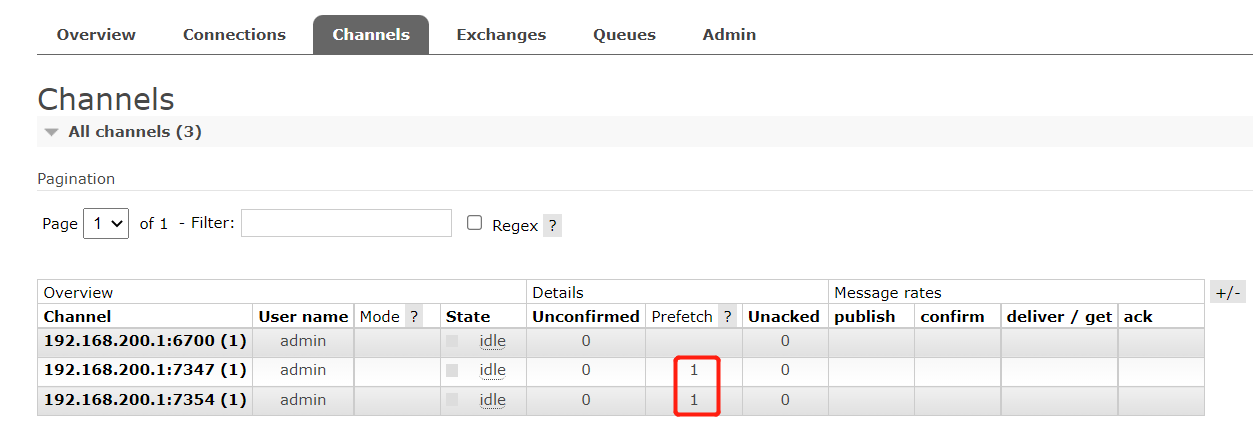 Overview Connections Channels Exchanges Queues Admin
Channels
All channels (3)
Pagination
Page 1 of 1 - Filter: Regex ?
Overview Details Message rates +/-
Channel User name Mode ? State Unconfirmed Prefetch ? Unacked publish confirm deliver / get ack
192.168.200.1:6700 (1) admin idle 0 0
192.168.200.1:7347 (1) admin idle 0 1 0
192.168.200.1:7354 (1) admin idle 0 1 0